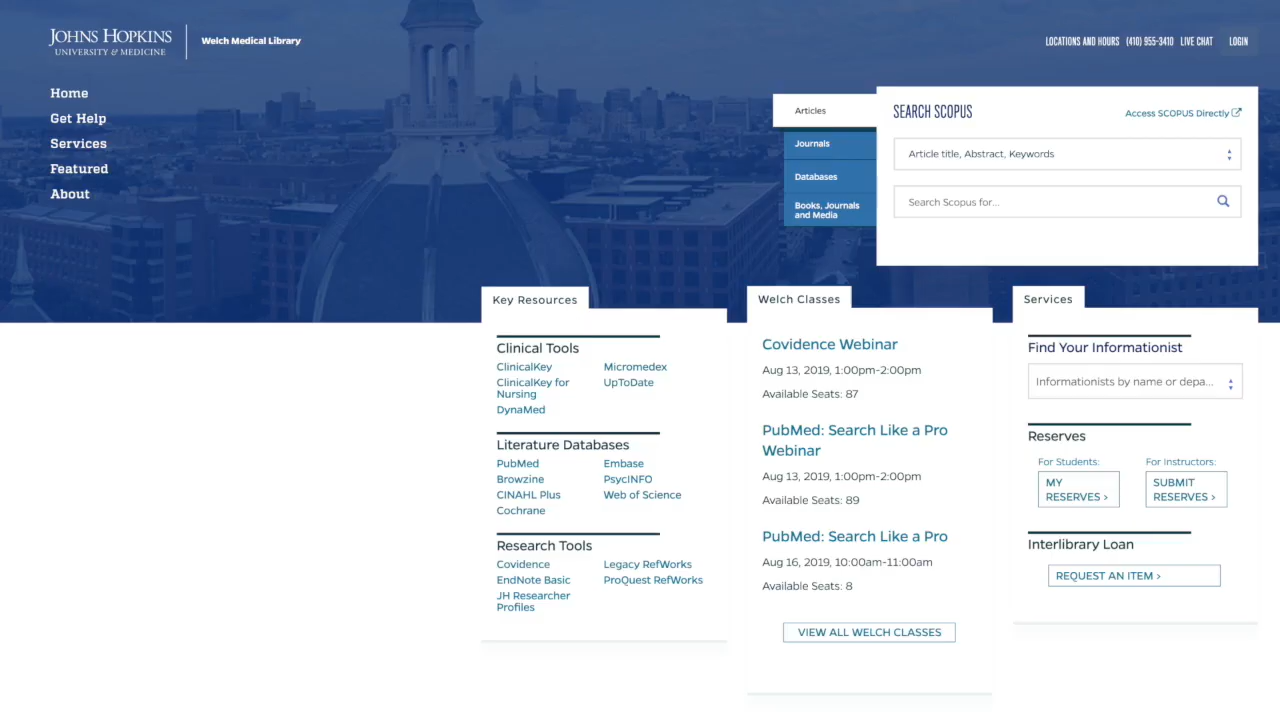 JOHNS HOPKINS
UNIVERSITY & MEDICINE
Welch Medical Library
LOCATIONS AND HOURS (410) 955-3410 LIVE CHAT LOGIN
Home
Get Help
Services
Featured
About
Articles
Journals
Databases
Books, Journals
and Media
SEARCH SCOPUS
Access SCOPUS Directly
Article title, Abstract, Keywords
Search Scopus for...
Key Resources
Clinical Tools
ClinicalKey
Micromedex
ClinicalKey for
Nursing
UpToDate
DynaMed
Literature Databases
PubMed
Embase
Browzine
PsycINFO
CINAHL Plus
Web of Science
Cochrane
Research Tools
Covidence
Legacy RefWorks
EndNote Basic
ProQuest RefWorks
JH Researcher
Profiles
Welch Classes
Covidence Webinar
Aug 13, 2019, 1:00pm-2:00pm
Available Seats: 87
PubMed: Search Like a Pro
Webinar
Aug 13, 2019, 1:00pm-2:00pm
Available Seats: 89
PubMed: Search Like a Pro
Aug 16, 2019, 10:00am-11:00am
Available Seats: 8
VIEW ALL WELCH CLASSES
Services
Find Your Informationist
Informationists by name or depa...
Reserves
For Students:
MY
RESERVES >
For Instructors:
SUBMIT
RESERVES >
Interlibrary Loan
REQUEST AN ITEM >